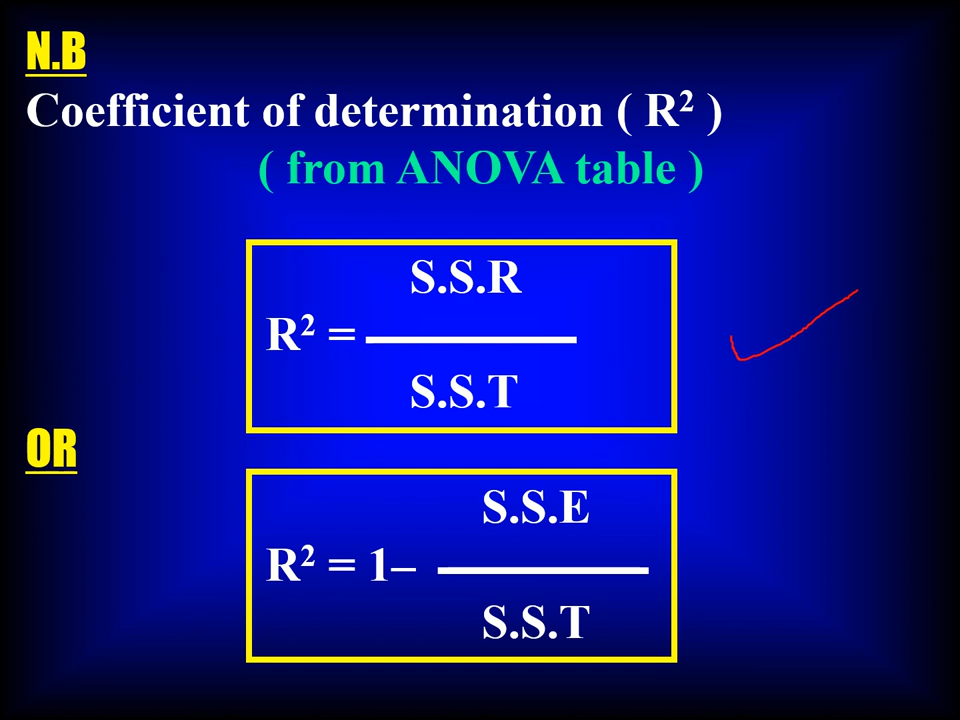 N.B
Coefficient of determination ( R² )
( from ANOVA table )
S.S.R
R² =
S.S.T
OR
S.S.E
R² = 1–
S.S.T